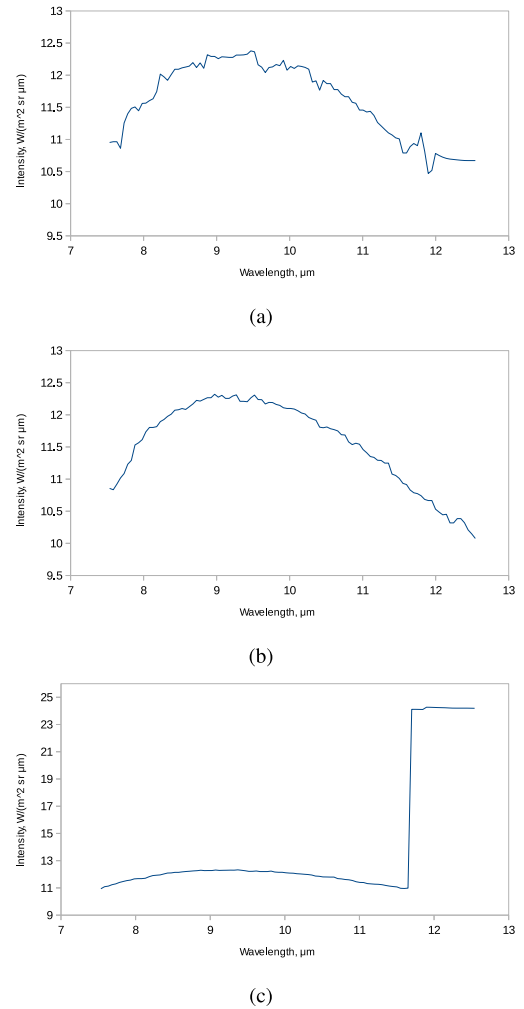 13
12.5
12
11.5
11
10.5
10
9.5
7 8 9 10 11 12 13
Intensity, W/(m^2 sr µm)
Wavelength, µm
(a)
13
12.5
12
11.5
11
10.5
10
9.5
7 8 9 10 11 12 13
Intensity, W/(m^2 sr µm)
Wavelength, µm
(b)
25
23
21
19
17
15
13
11
9
7 8 9 10 11 12 13
Intensity, W/(m^2 sr µm)
Wavelength, µm
(c)